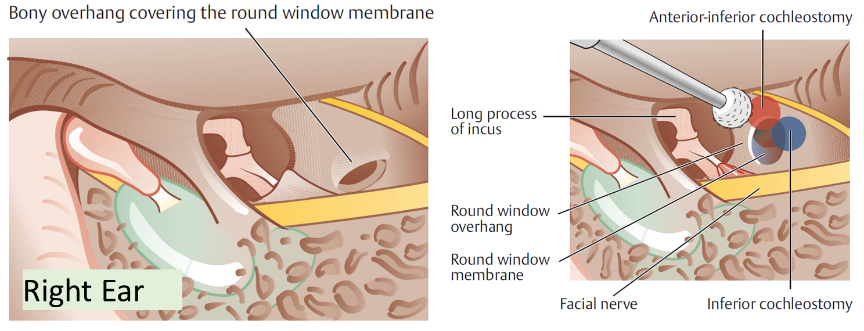 Bony overhang covering the round window membrane
Right Ear
Anterior-inferior cochleostomy
Long process
of incus
Round window
overhang
Round window
membrane
Facial nerve
Inferior cochleostomy